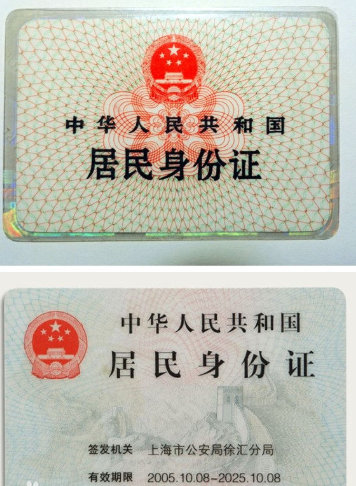 中华人民共和国
居民身份证
中华人民共和国
居民身份证
签发机关 上海市公安局徐汇分局
有效期限 2005.10.08-2025.10.08